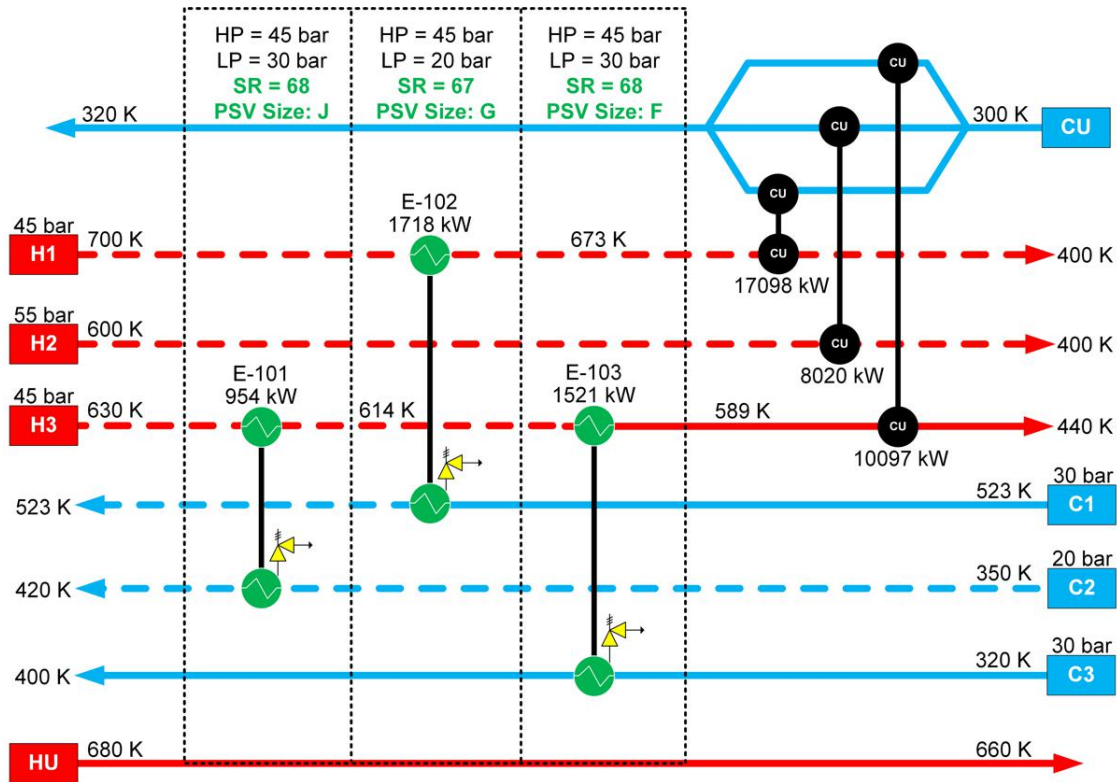 HP = 45 bar
LP = 30 bar
SR = 68
PSV Size: J
HP = 45 bar
LP = 20 bar
SR = 67
PSV Size: G
HP = 45 bar
LP = 30 bar
SR = 68
PSV Size: F
CU
320 K
CU
300 K
CU
CU
E-102
1718 kW
45 bar
H1
700 K
673 K
CU
400 K
17098 kW
55 bar
H2
600 K
CU
400 K
8020 kW
E-101
954 kW
E-103
1521 kW
45 bar
H3
630 K
614 K
589 K
CU
440 K
10097 kW
523 K
523 K
30 bar
C1
420 K
350 K
20 bar
C2
400 K
320 K
30 bar
C3
HU
680 K
660 K